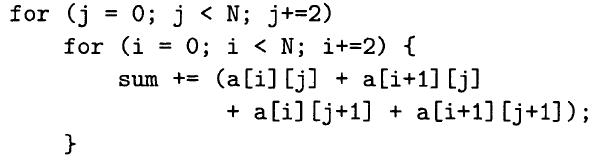 for (j = 0; j < N; j+=2)
    for (i = 0; i < N; i+=2) {
        sum += (a[i][j] + a[i+1][j]
                + a[i][j+1] + a[i+1][j+1]);
    }